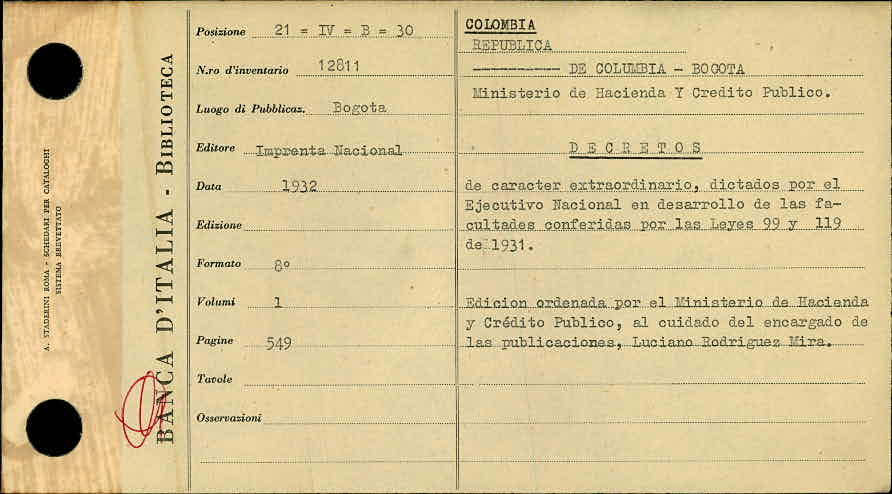 A. STADERINI ROMA - SCHEDARI PER CATALOGHI
SISTEMA BREVETTATO
BANCA D'ITALIA - BIBLIOTECA
Posizione 21 = IV = B = 30
N.ro d'inventario 12811
Luogo di Pubblicaz. Bogota
Editore Imprenta Nacional
Data 1932
Edizione
Formato 8º
Volumi 1
Pagine 549
Tavole
Osservazioni
COLOMBIA
REPUBLICA
---------- DE COLUMBIA - BOGOTA
Ministerio de Hacienda Y Credito Publico.
D E C R E T O S
de caracter extraordinario, dictados por el
Ejecutivo Nacional en desarrollo de las fa-
cultades conferidas por las Leyes 99 y 119
de 1931.
Edicion ordenada por el Ministerio de Hacienda
y Crédito Publico, al cuidado del encargado de
las publicaciones, Luciano Rodriguez Mira.